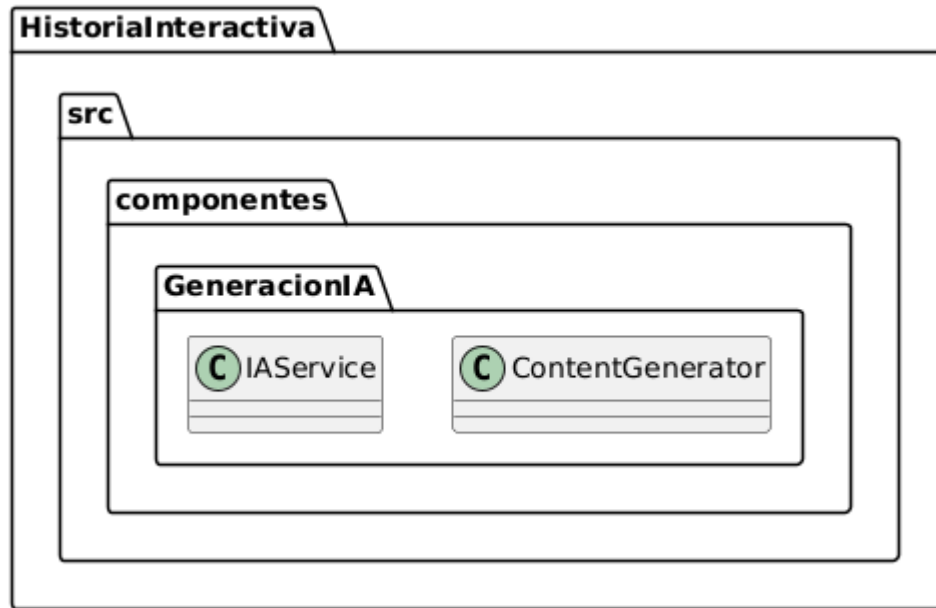 HistoriaInteractiva
src
componentes
GeneracionIA
C IAService
C ContentGenerator